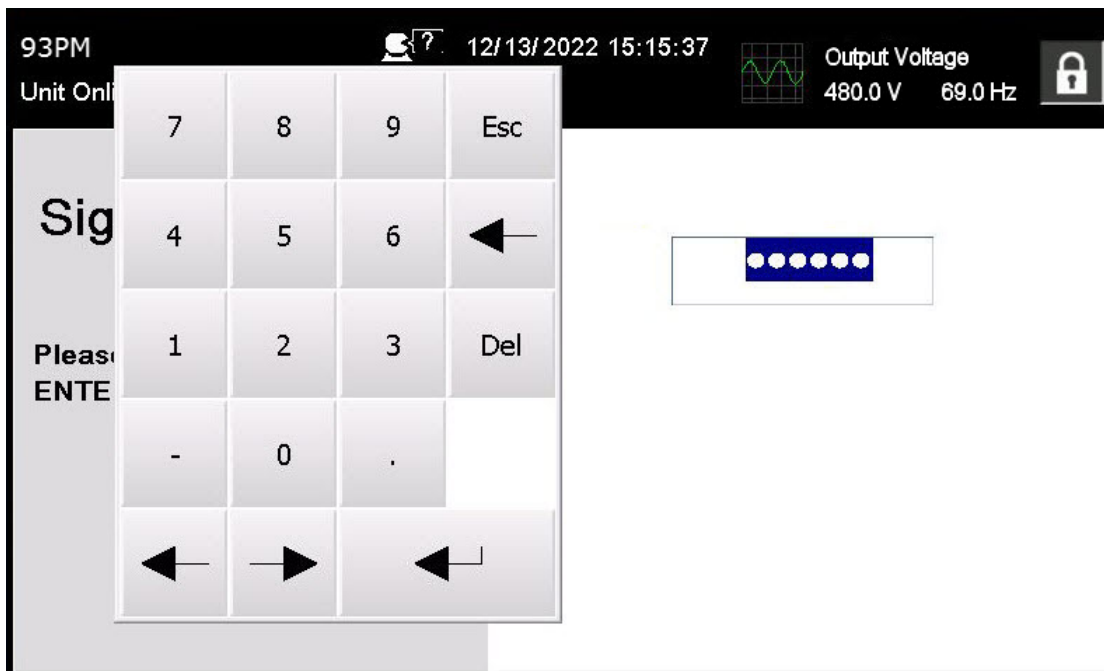 93PM
?
12/13/2022 15:15:37
Output Voltage
480.0 V 69.0 Hz
Unit Onli
7 8 9 Esc
Sig
4 5 6
Pleas
1 2 3 Del
ENTE
- 0 .